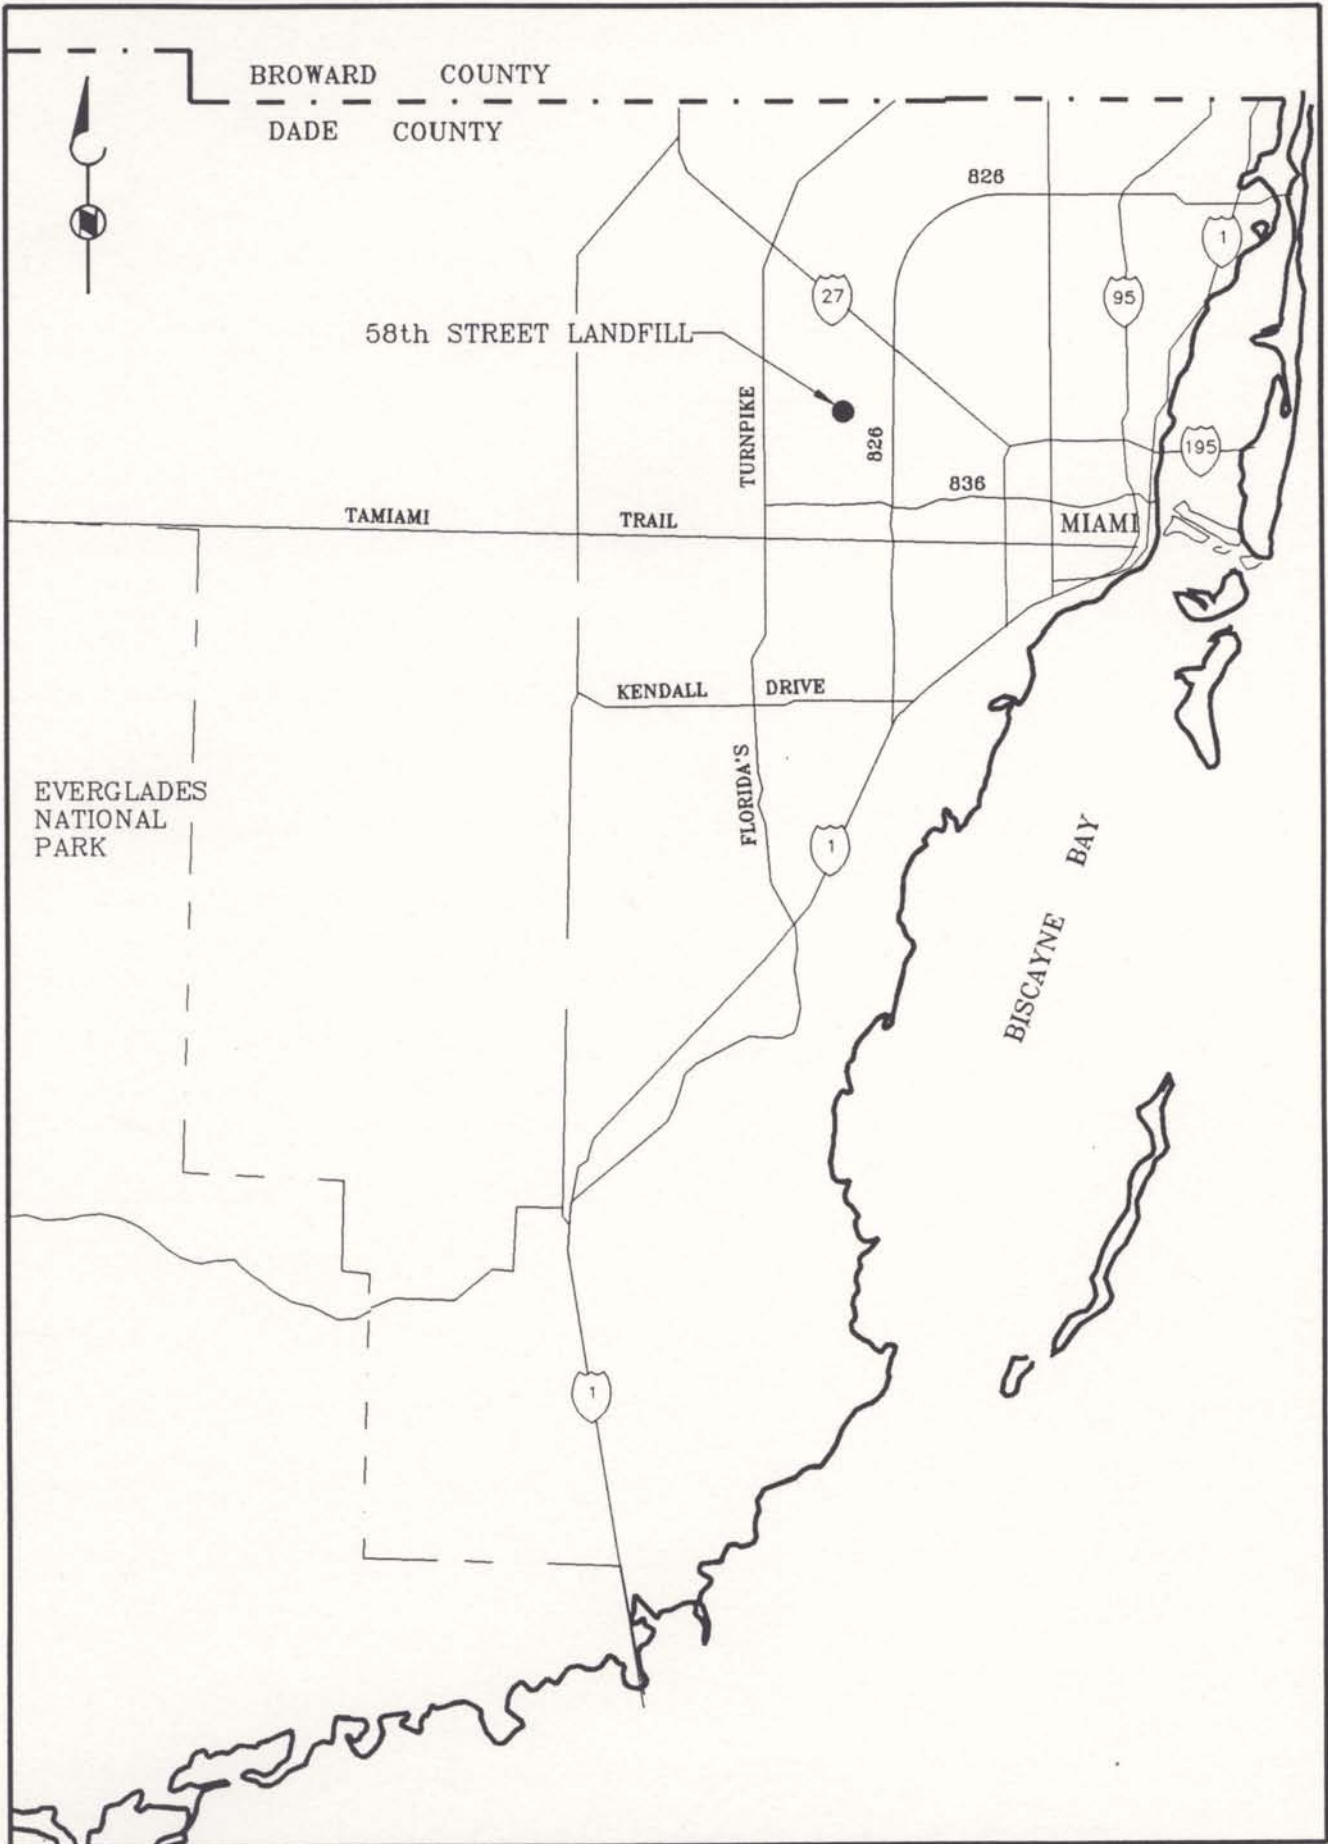 BROWARD COUNTY
DADE COUNTY
826
1
27
95
58th STREET LANDFILL
TURNPIKE
826
195
836
TAMIAMI TRAIL
MIAMI
KENDALL DRIVE
FLORIDA'S
EVERGLADES
NATIONAL
PARK
1
BISCAYNE BAY
1